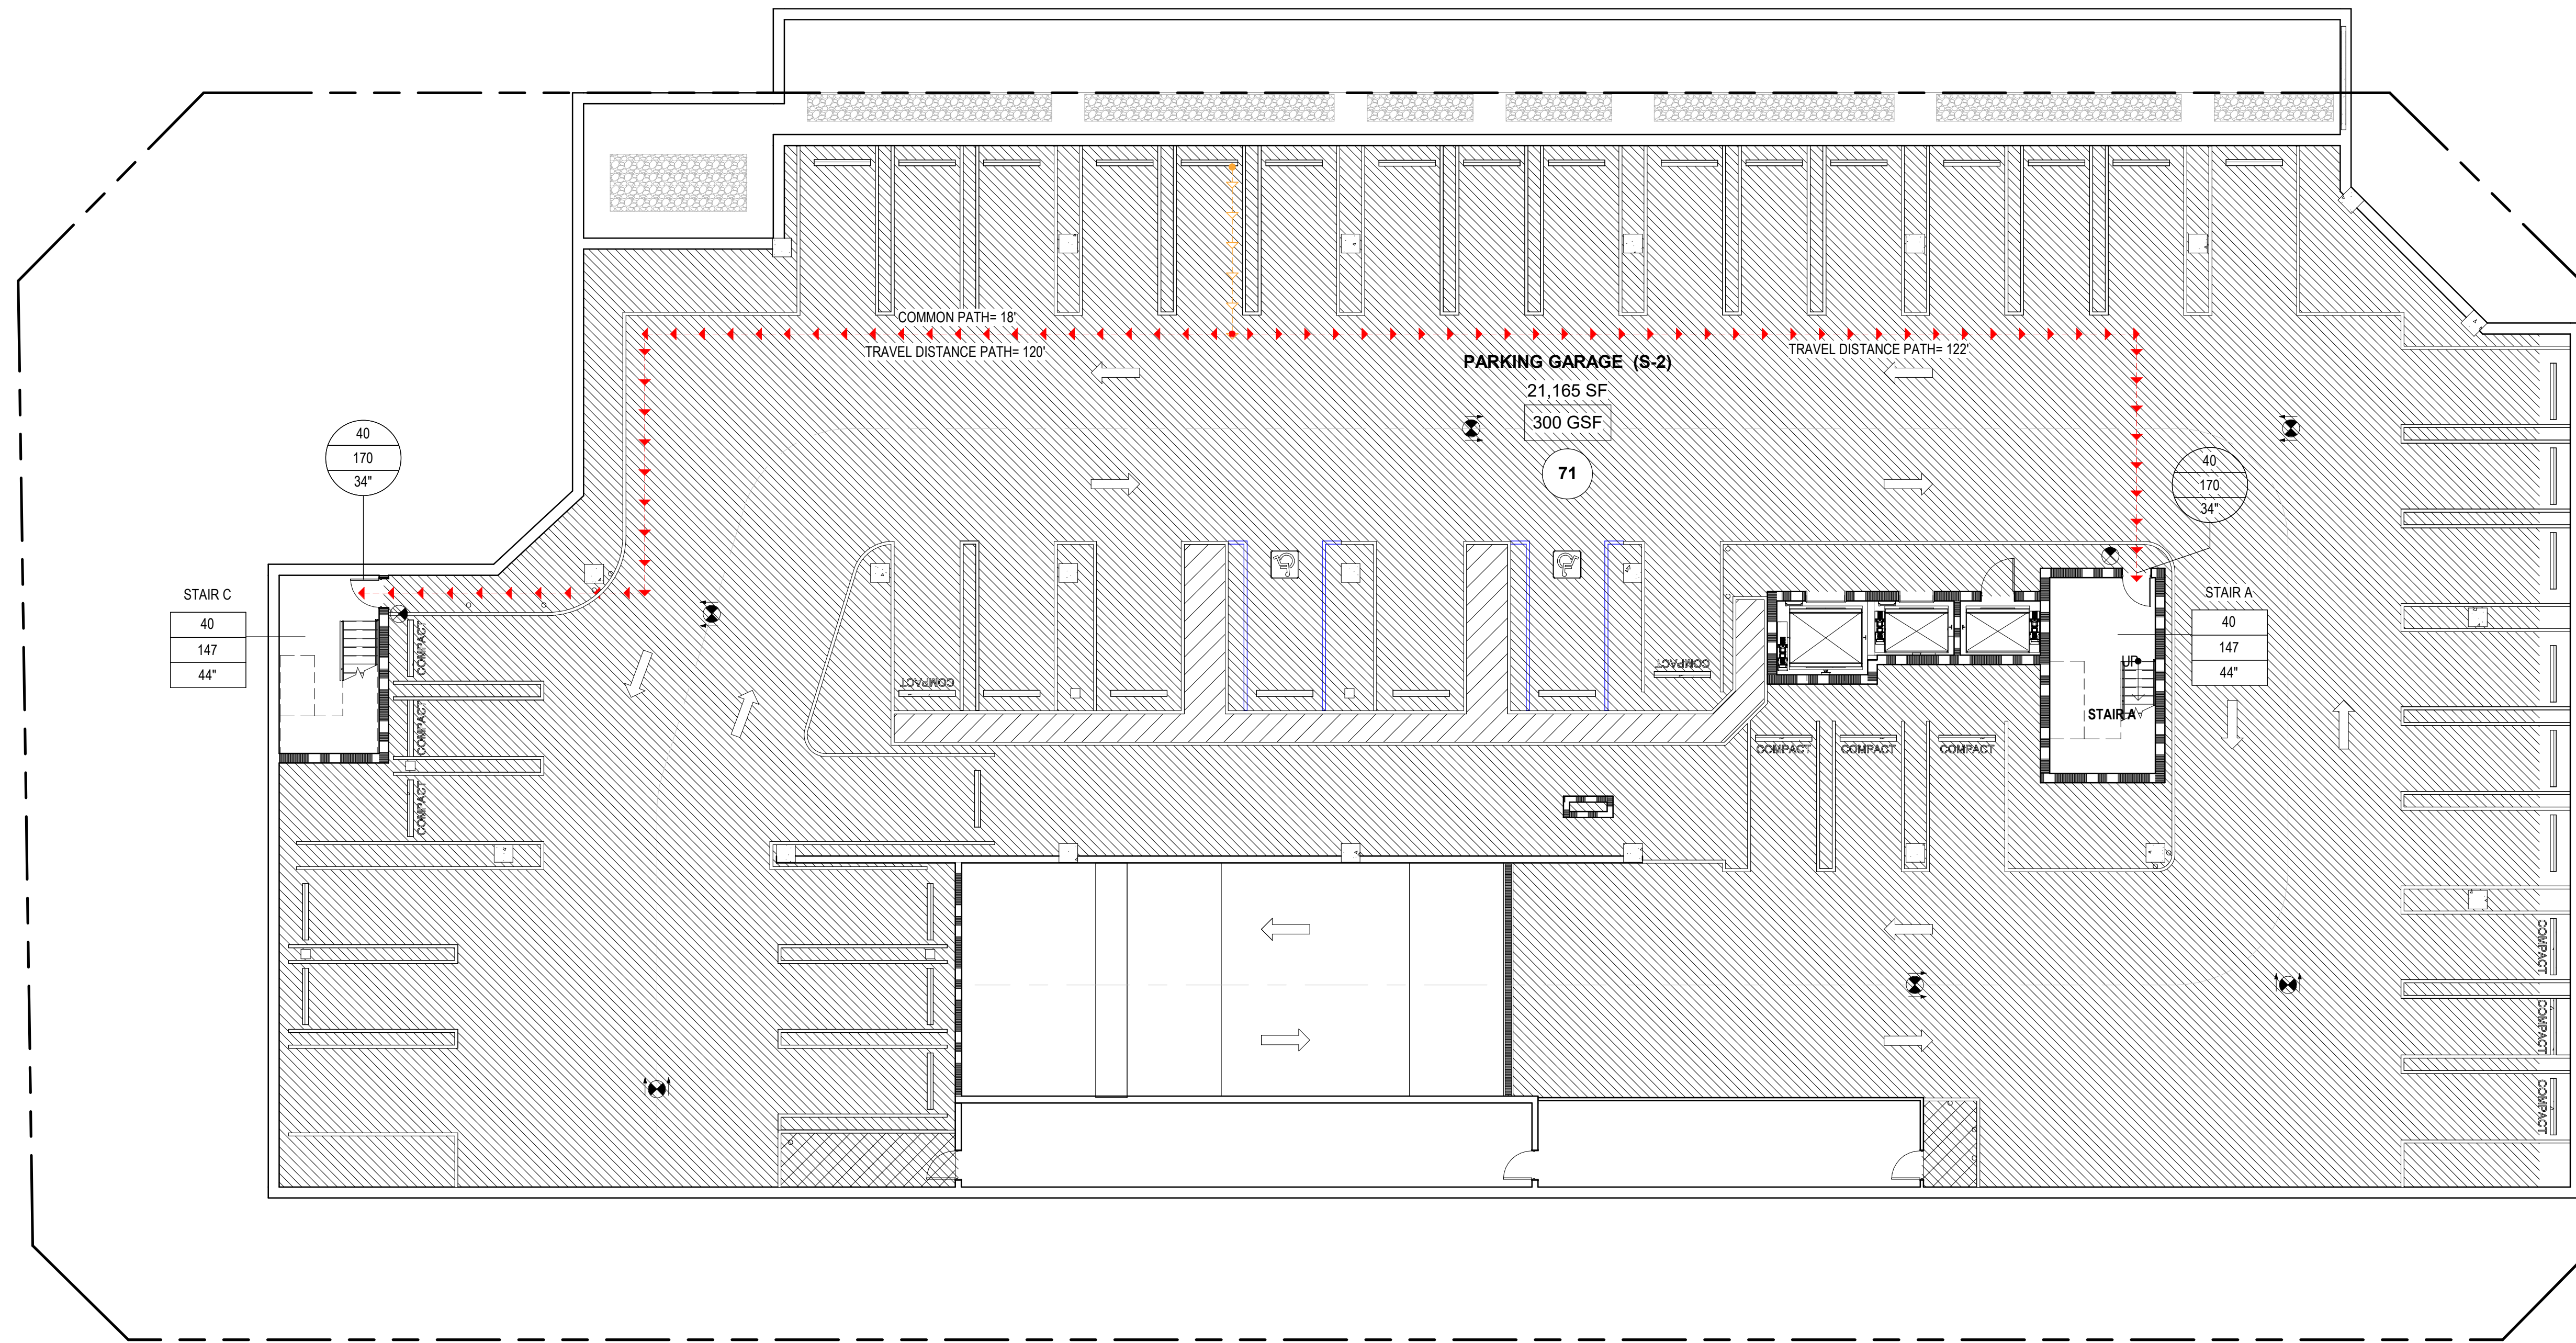 COMMON PATH= 18'
TRAVEL DISTANCE PATH= 120'
TRAVEL DISTANCE PATH= 122'
PARKING GARAGE (S-2)
21,165 SF
300 GSF
71
40
170
34"
40
170
34"
STAIR C
40
147
44"
STAIR A
40
147
44"
UP
STAIR A
COMPACT
COMPACT
COMPACT
COMPACT
COMPACT
COMPACT
COMPACT
COMPACT
COMPACT
COMPACT
COMPACT